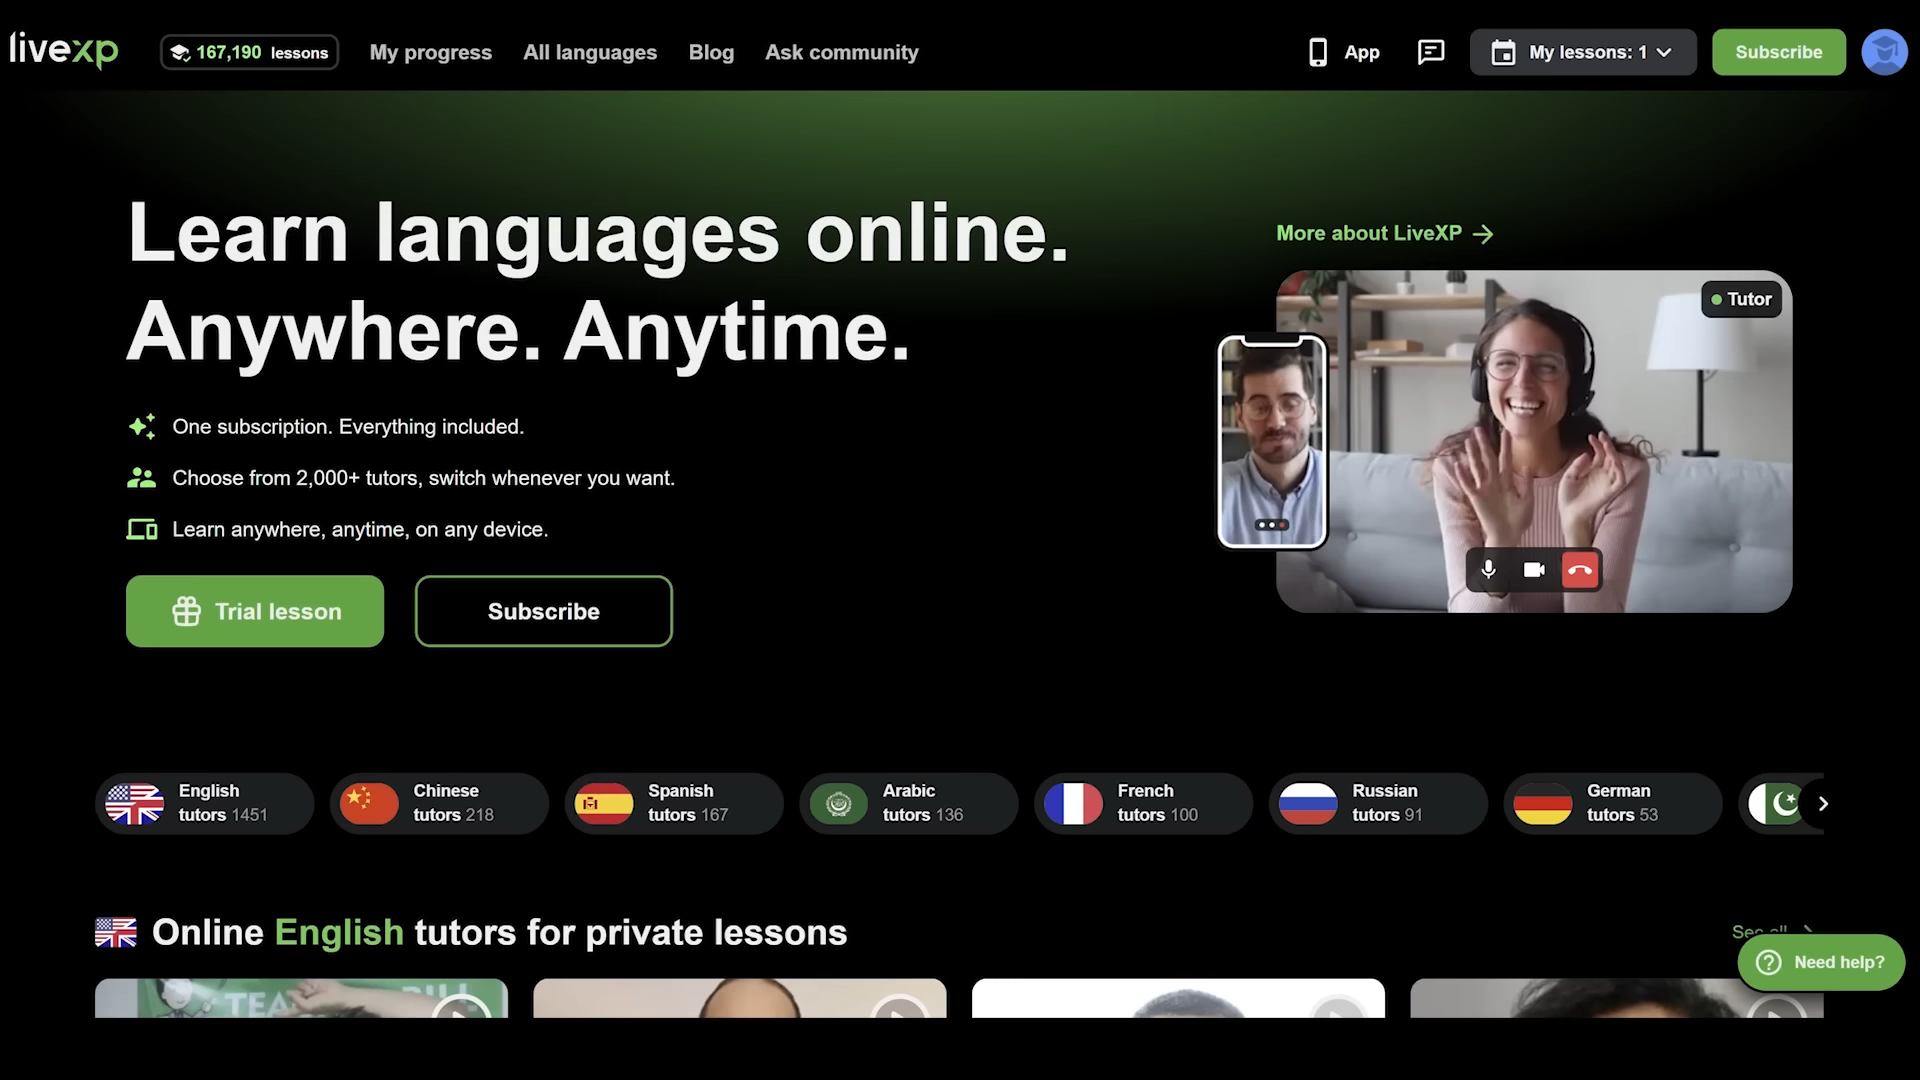 livexp
167,190 lessons
My progress
All languages
Blog
Ask community
App
My lessons: 1
Subscribe
Learn languages online.
Anywhere. Anytime.
One subscription. Everything included.
Choose from 2,000+ tutors, switch whenever you want.
Learn anywhere, anytime, on any device.
Trial lesson
Subscribe
More about LiveXP
Tutor
English
tutors 1451
Chinese
tutors 218
Spanish
tutors 167
Arabic
tutors 136
French
tutors 100
Russian
tutors 91
German
tutors 53
Online English tutors for private lessons
See all
Need help?